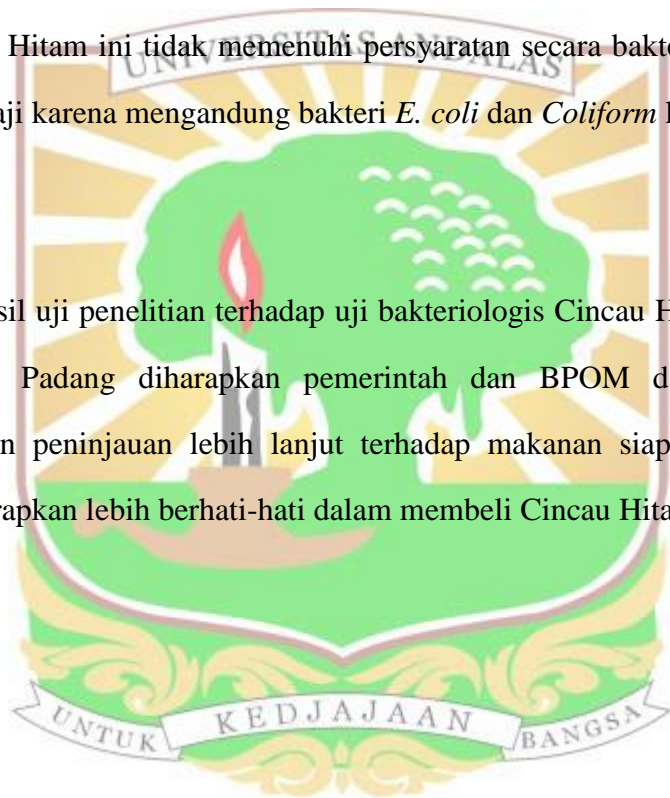 Hitam ini tidak memenuhi persyaratan secara bakte
UNIVERSITAS ANDALAS
aji karena mengandung bakteri E. coli dan Coliform
sil uji penelitian terhadap uji bakteriologis Cincau H
Padang diharapkan pemerintah dan BPOM d
n peninjauan lebih lanjut terhadap makanan siap
rapkan lebih berhati-hati dalam membeli Cincau Hita
UNTUK KEDJAJAAN BANGSA